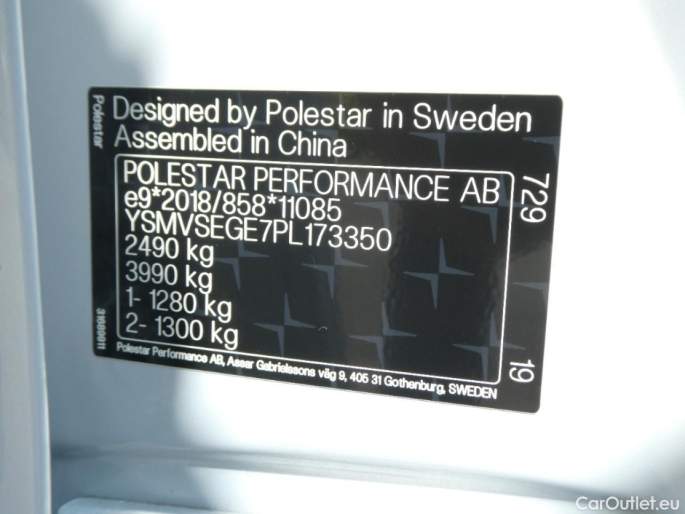 Designed by Polestar in Sweden
Assembled in China
POLESTAR PERFORMANCE AB
e9*2018/858*11085
YSMVSEGE7PL173350
2490 kg
3990 kg
1- 1280 kg
2- 1300 kg
Polestar Performance AB, Assar Gabrielssons väg 9, 405 31 Gothenburg, SWEDEN
Polestar
31689911
729
19
CarOutlet.eu